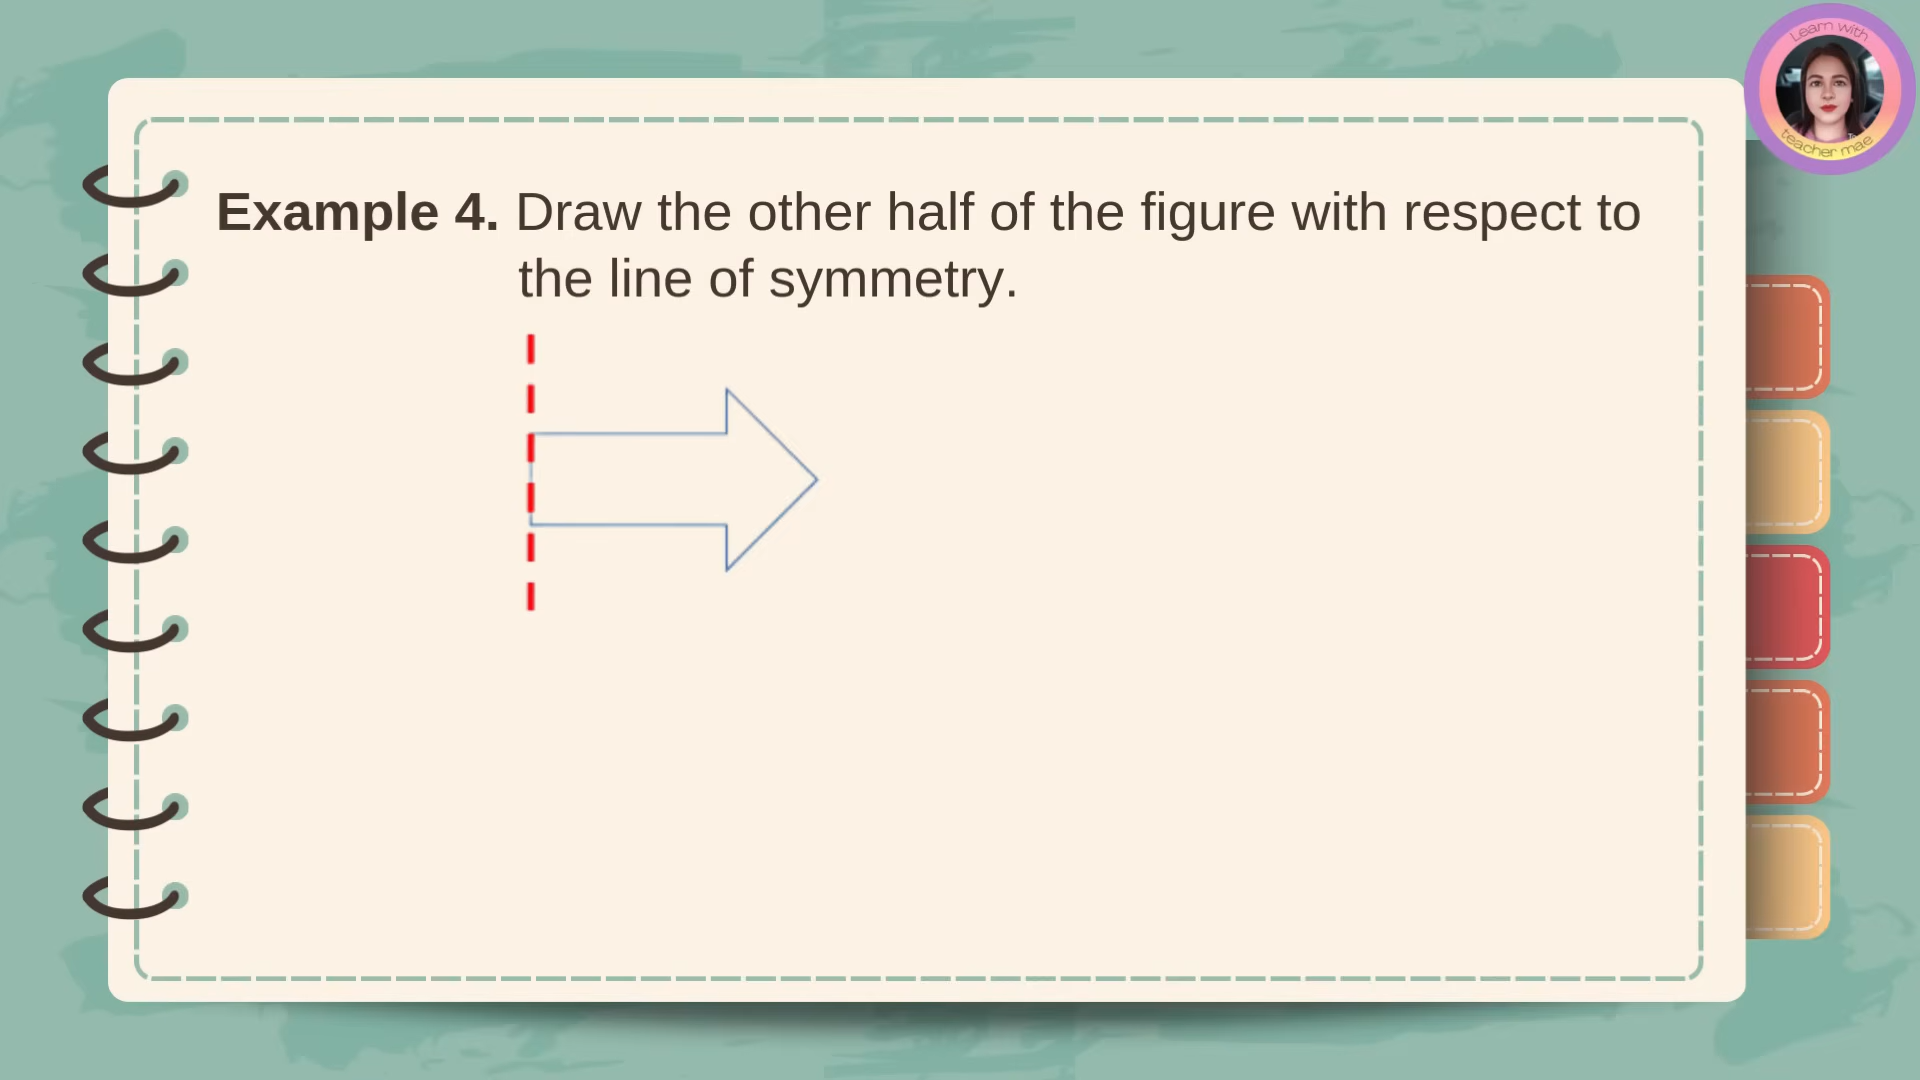 Learn with
teacher mae
Example 4. Draw the other half of the figure with respect to
the line of symmetry.